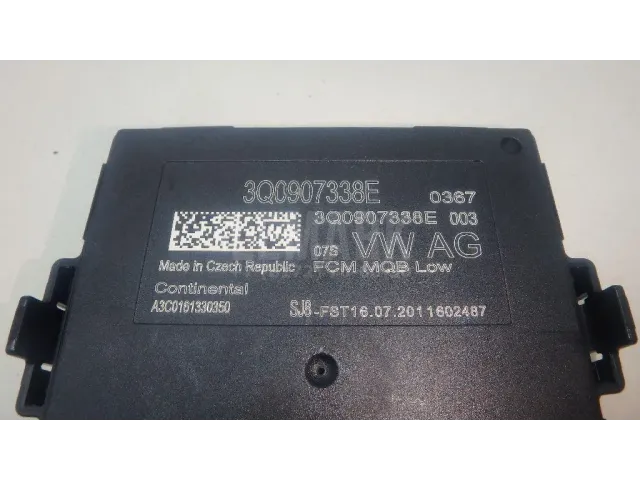 3Q0907338E 0367
3Q0907338E 003
07S VW AG
Made in Czech Republic FCM MQB Low
Continental
A3C0161330350 SJ8-FST16.07.2011602487